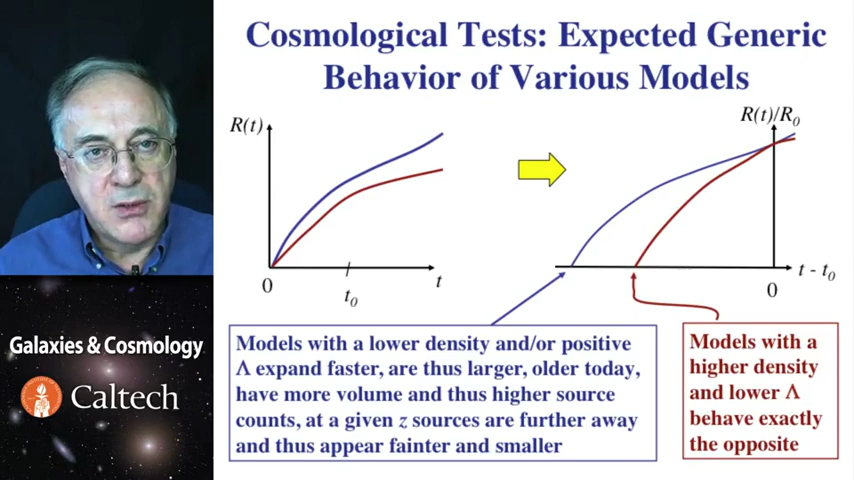 Cosmological Tests: Expected Generic
Behavior of Various Models
R(t)
0
t₀
t
R(t)/R₀
t - t₀
0
Models with a lower density and/or positive
Λ expand faster, are thus larger, older today,
have more volume and thus higher source
counts, at a given z sources are further away
and thus appear fainter and smaller
Models with a
higher density
and lower Λ
behave exactly
the opposite
Galaxies & Cosmology
Caltech